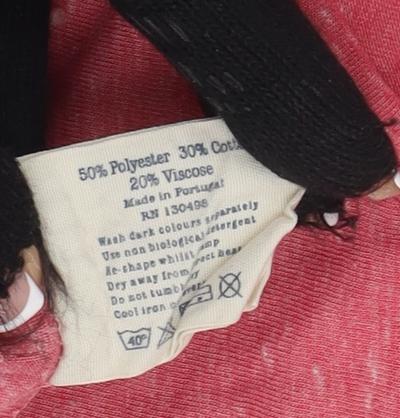 50% Polyester 30% Cott
20% Viscose
Made in Portugal
RN 130498
Wash dark colours separately
Use non biological detergent
Re-shape whilst damp
Dry away from direct heat
Do not tumble
Cool iron
40°